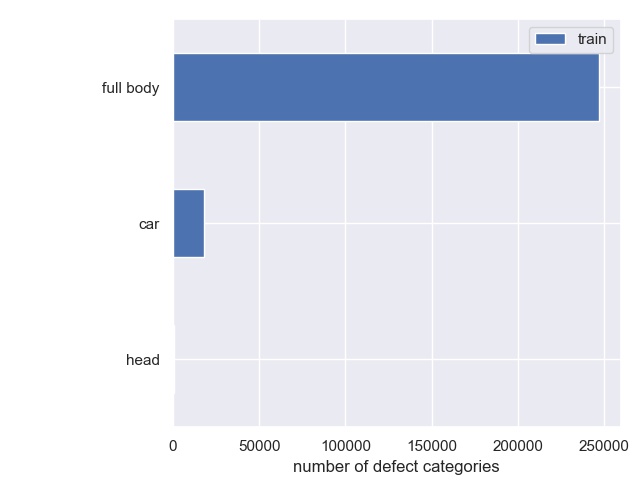 train
full body
car
head
0 50000 100000 150000 200000 250000
number of defect categories